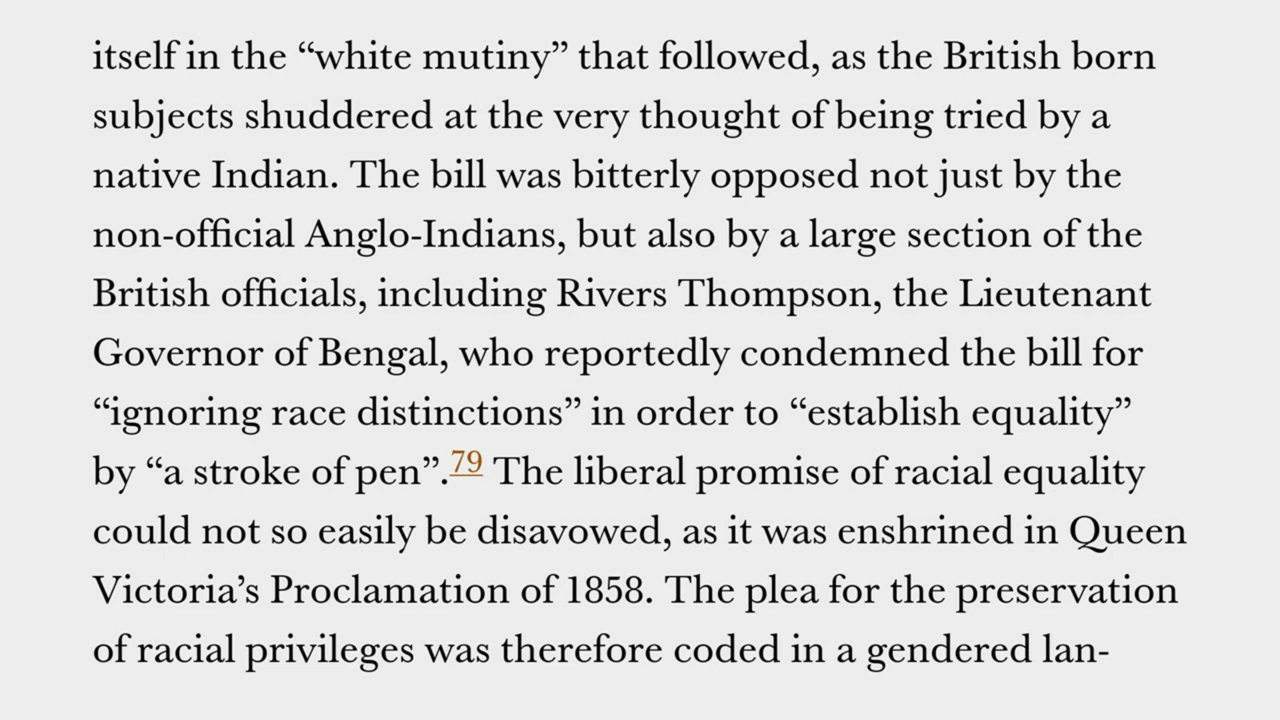 itself in the “white mutiny” that followed, as the British born
subjects shuddered at the very thought of being tried by a
native Indian. The bill was bitterly opposed not just by the
non-official Anglo-Indians, but also by a large section of the
British officials, including Rivers Thompson, the Lieutenant
Governor of Bengal, who reportedly condemned the bill for
“ignoring race distinctions” in order to “establish equality”
by “a stroke of pen”.79 The liberal promise of racial equality
could not so easily be disavowed, as it was enshrined in Queen
Victoria’s Proclamation of 1858. The plea for the preservation
of racial privileges was therefore coded in a gendered lan-